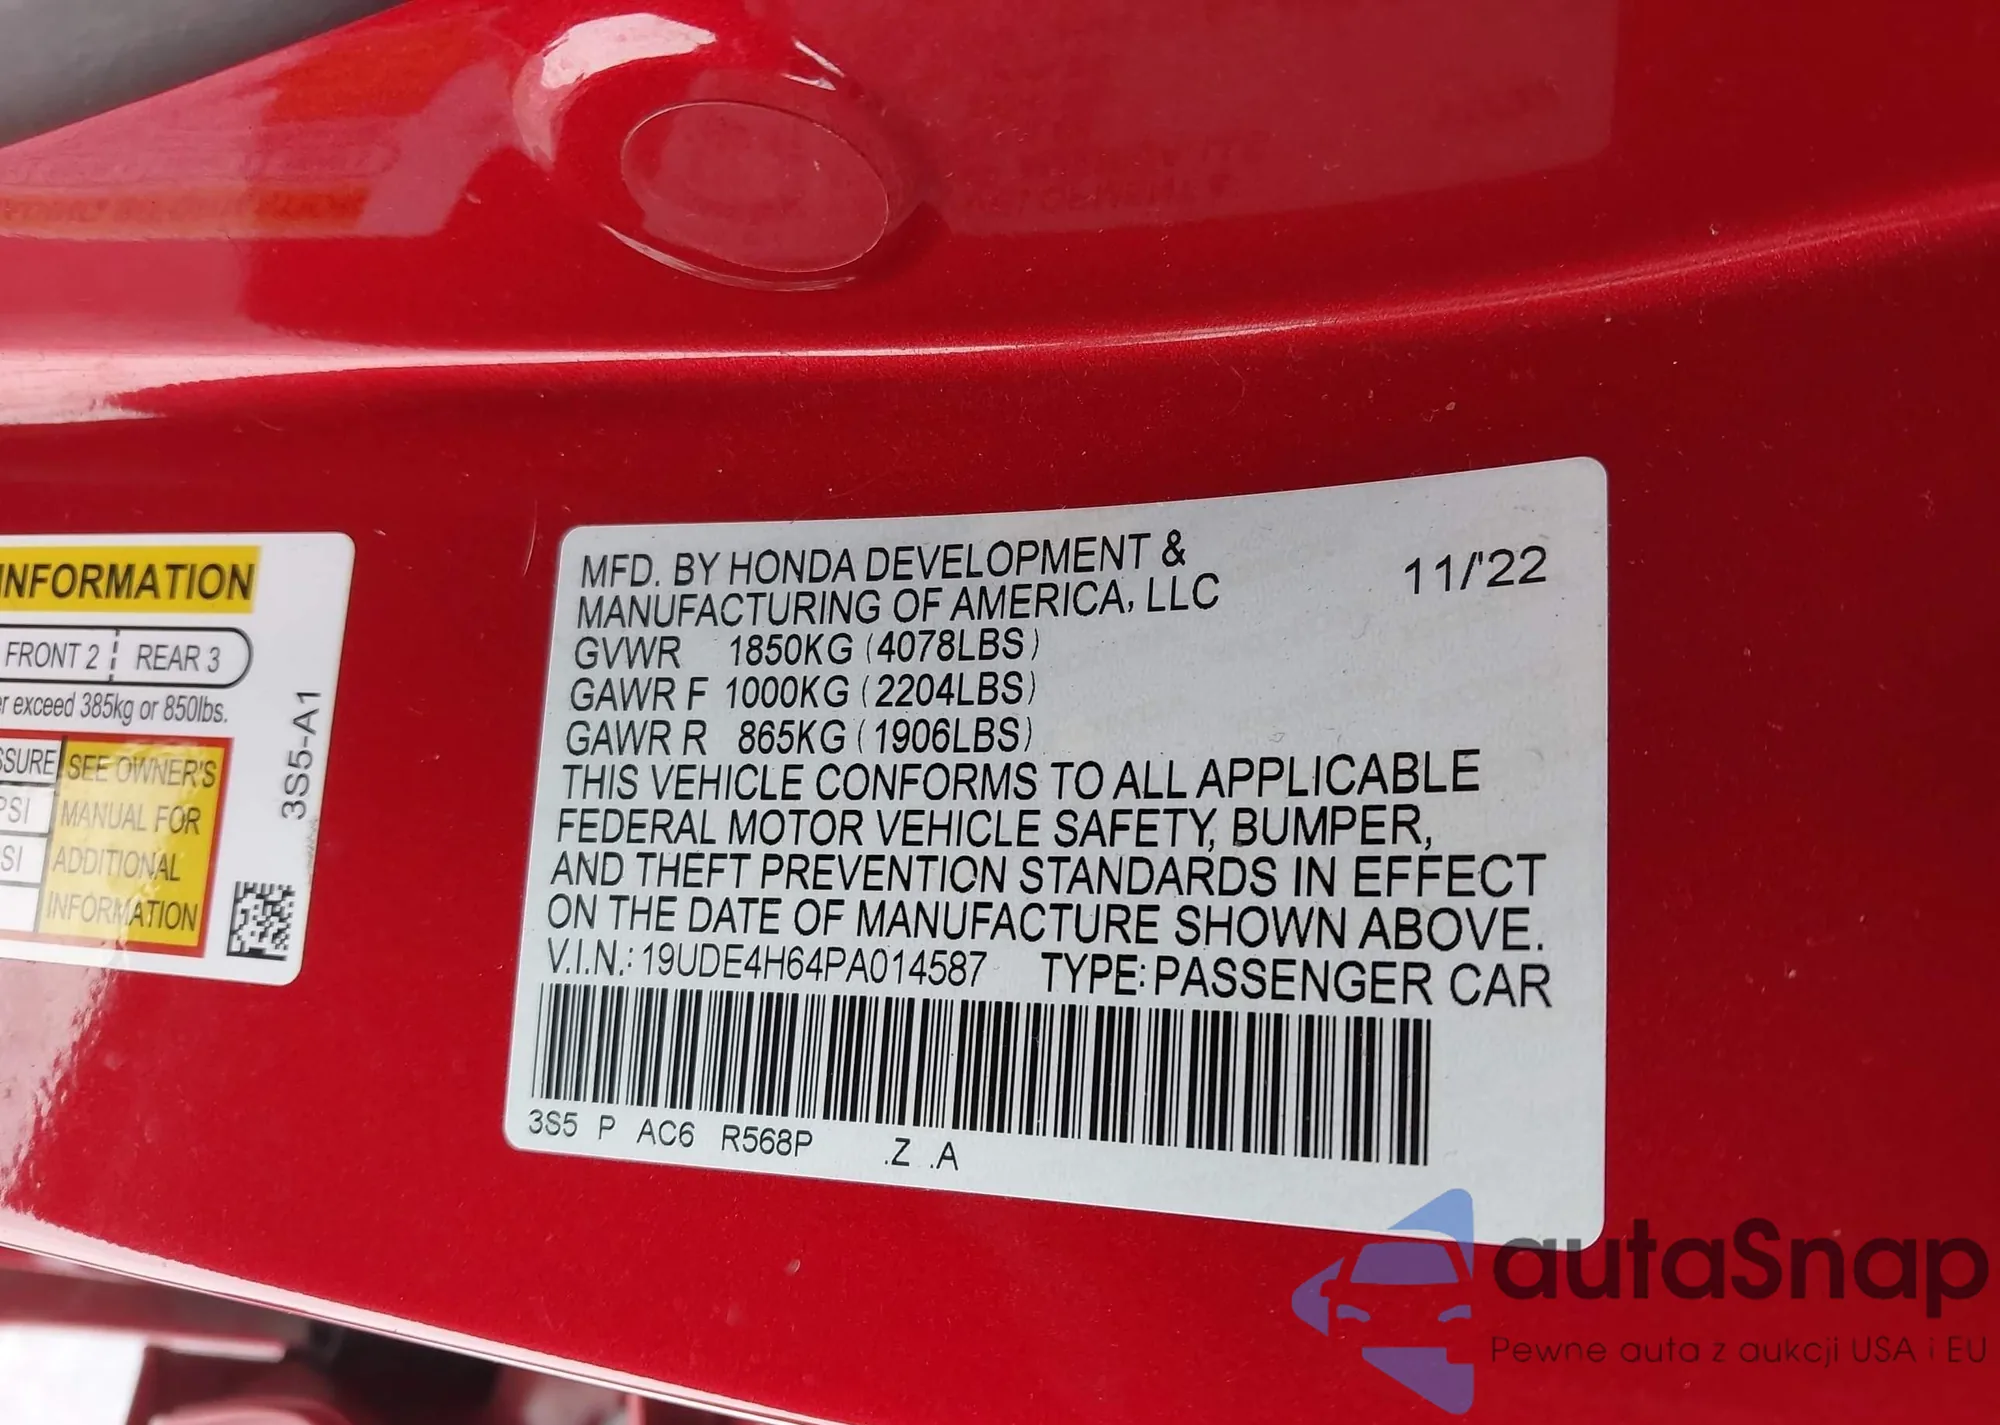 INFORMATION
FRONT 2 REAR 3
exceed 385kg or 850lbs.
SEE OWNER'S
PSI MANUAL FOR
ADDITIONAL
INFORMATION
3S5-A1
MFD. BY HONDA DEVELOPMENT & 11/'22
MANUFACTURING OF AMERICA, LLC
GVWR 1850KG (4078LBS)
GAWR F 1000KG (2204LBS)
GAWR R 865KG (1906LBS)
THIS VEHICLE CONFORMS TO ALL APPLICABLE
FEDERAL MOTOR VEHICLE SAFETY, BUMPER,
AND THEFT PREVENTION STANDARDS IN EFFECT
ON THE DATE OF MANUFACTURE SHOWN ABOVE.
V.I.N.: 19UDE4H64PA014587 TYPE: PASSENGER CAR
3S5 P AC6 R568P .Z .A
autaSnap
Pewne auta z aukcji USA i EU